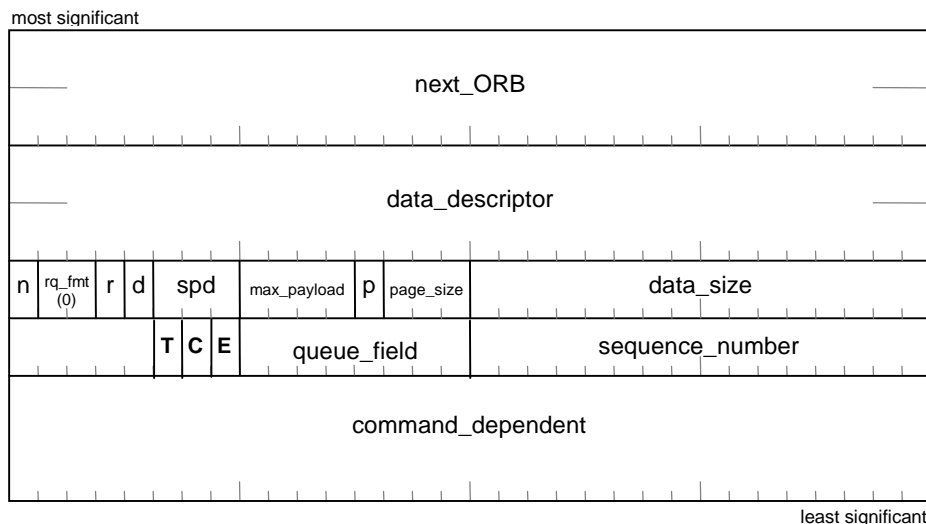 most significant
next_ORB
data_descriptor
n rq_fmt (0) r d spd max_payload p page_size data_size
T C E queue_field sequence_number
command_dependent
least significant